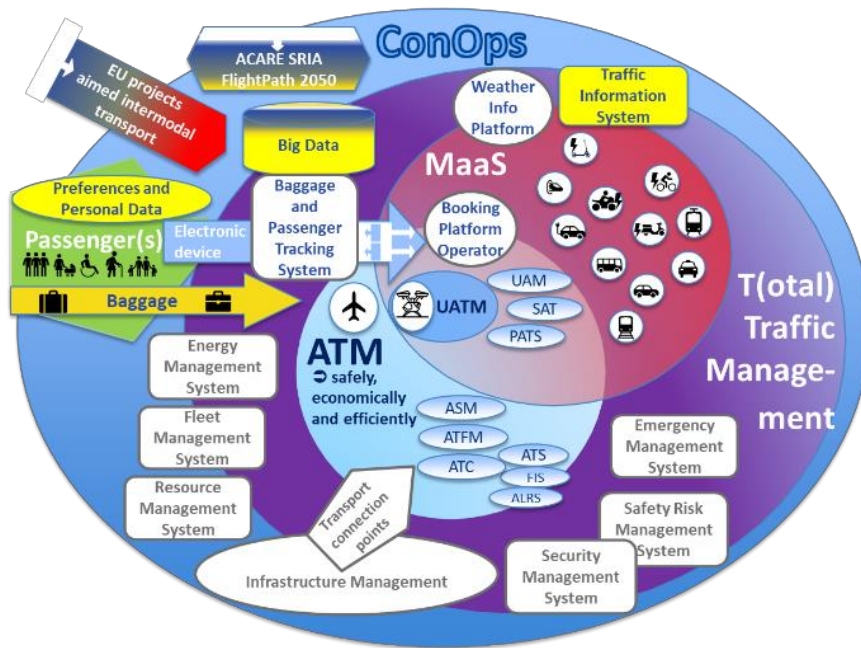 ConOps
ACARE SRIA
FlightPath 2050
EU projects
aimed intermodal
transport
Weather
Info
Platform
Traffic
Information
System
Big Data
MaaS
Preferences and
Personal Data
Passenger(s)
Electronic
device
Baggage
and
Passenger
Tracking
System
Booking
Platform
Operator
Baggage
UATM
UAM
SAT
PATS
T(otal)
Traffic
Manage-
ment
ATM
➲ safely,
economically
and efficiently
Energy
Management
System
Fleet
Management
System
Resource
Management
System
ASM
ATFM
ATC
ATS
FIS
ALRS
Emergency
Management
System
Safety Risk
Management
System
Security
Management
System
Transport
connection
points
Infrastructure Management